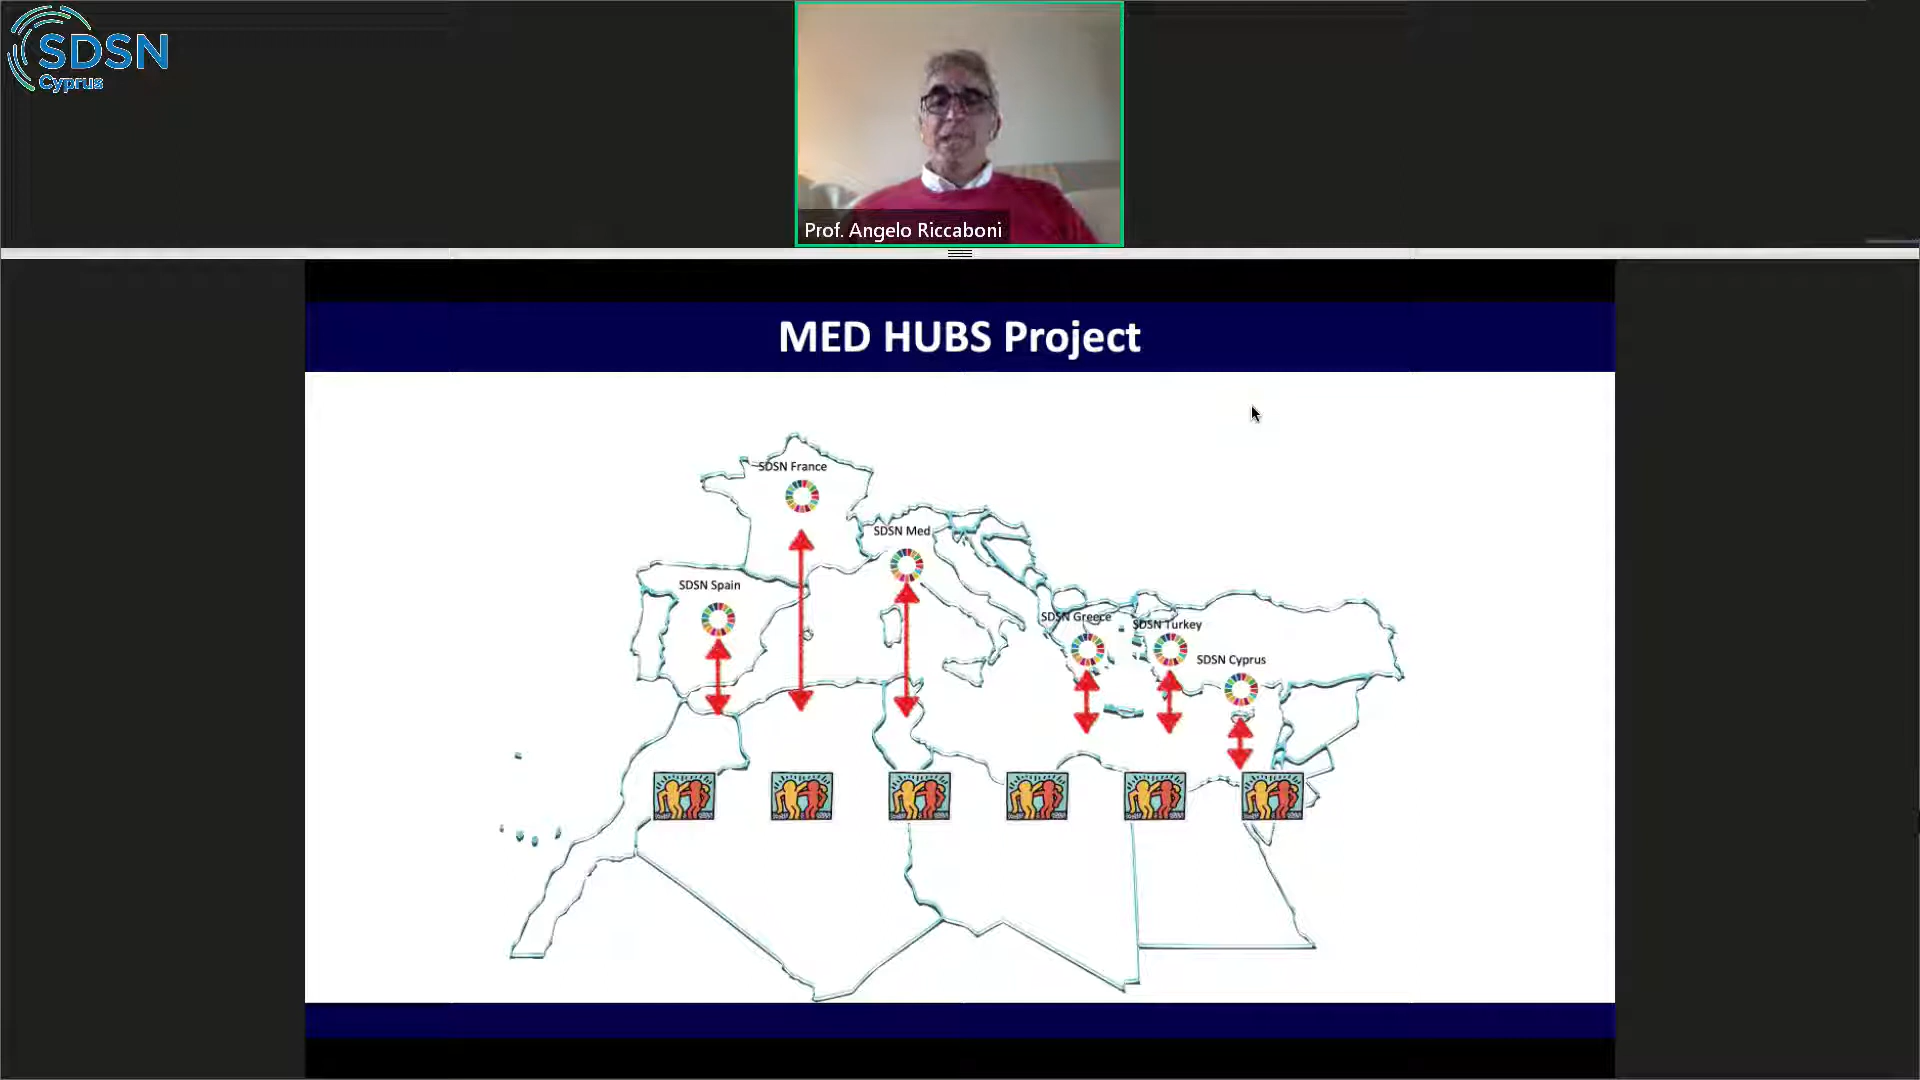 SDSN
Cyprus
Prof. Angelo Riccaboni
MED HUBS Project
SDSN France
SDSN Med
SDSN Spain
SDSN Greece
SDSN Turkey
SDSN Cyprus